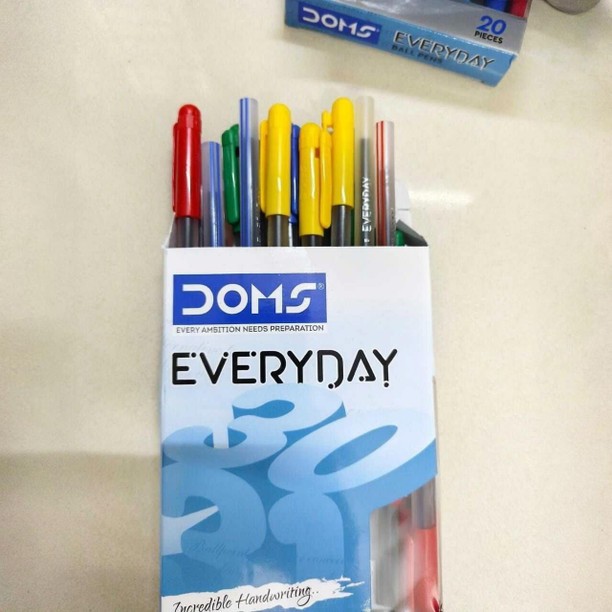 DOMS
EVERYDAY
BALL PENS
20
PIECES
EVERYDAY
DOMS®
EVERY AMBITION NEEDS PREPARATION
EVERYDAY
Incredible Handwriting..